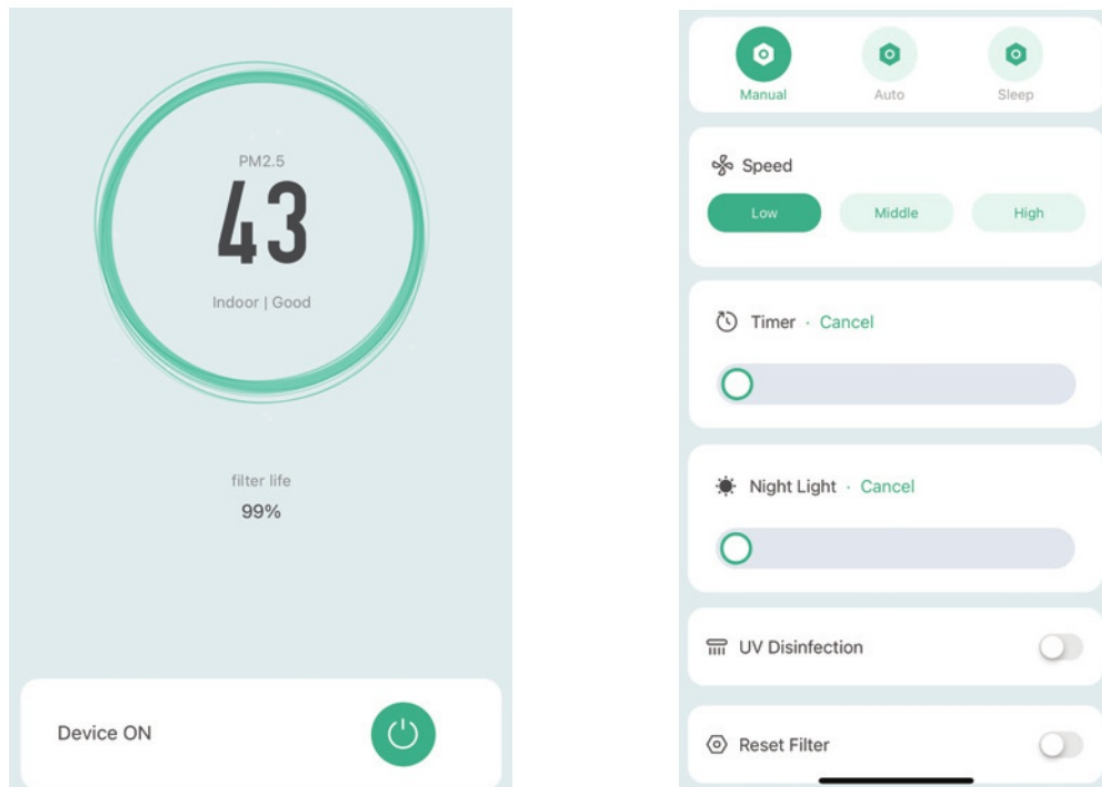 PM2.5
43
Indoor | Good
filter life
99%
Device ON
Manual Auto Sleep
Speed
Low Middle High
Timer · Cancel
Night Light · Cancel
UV Disinfection
Reset Filter